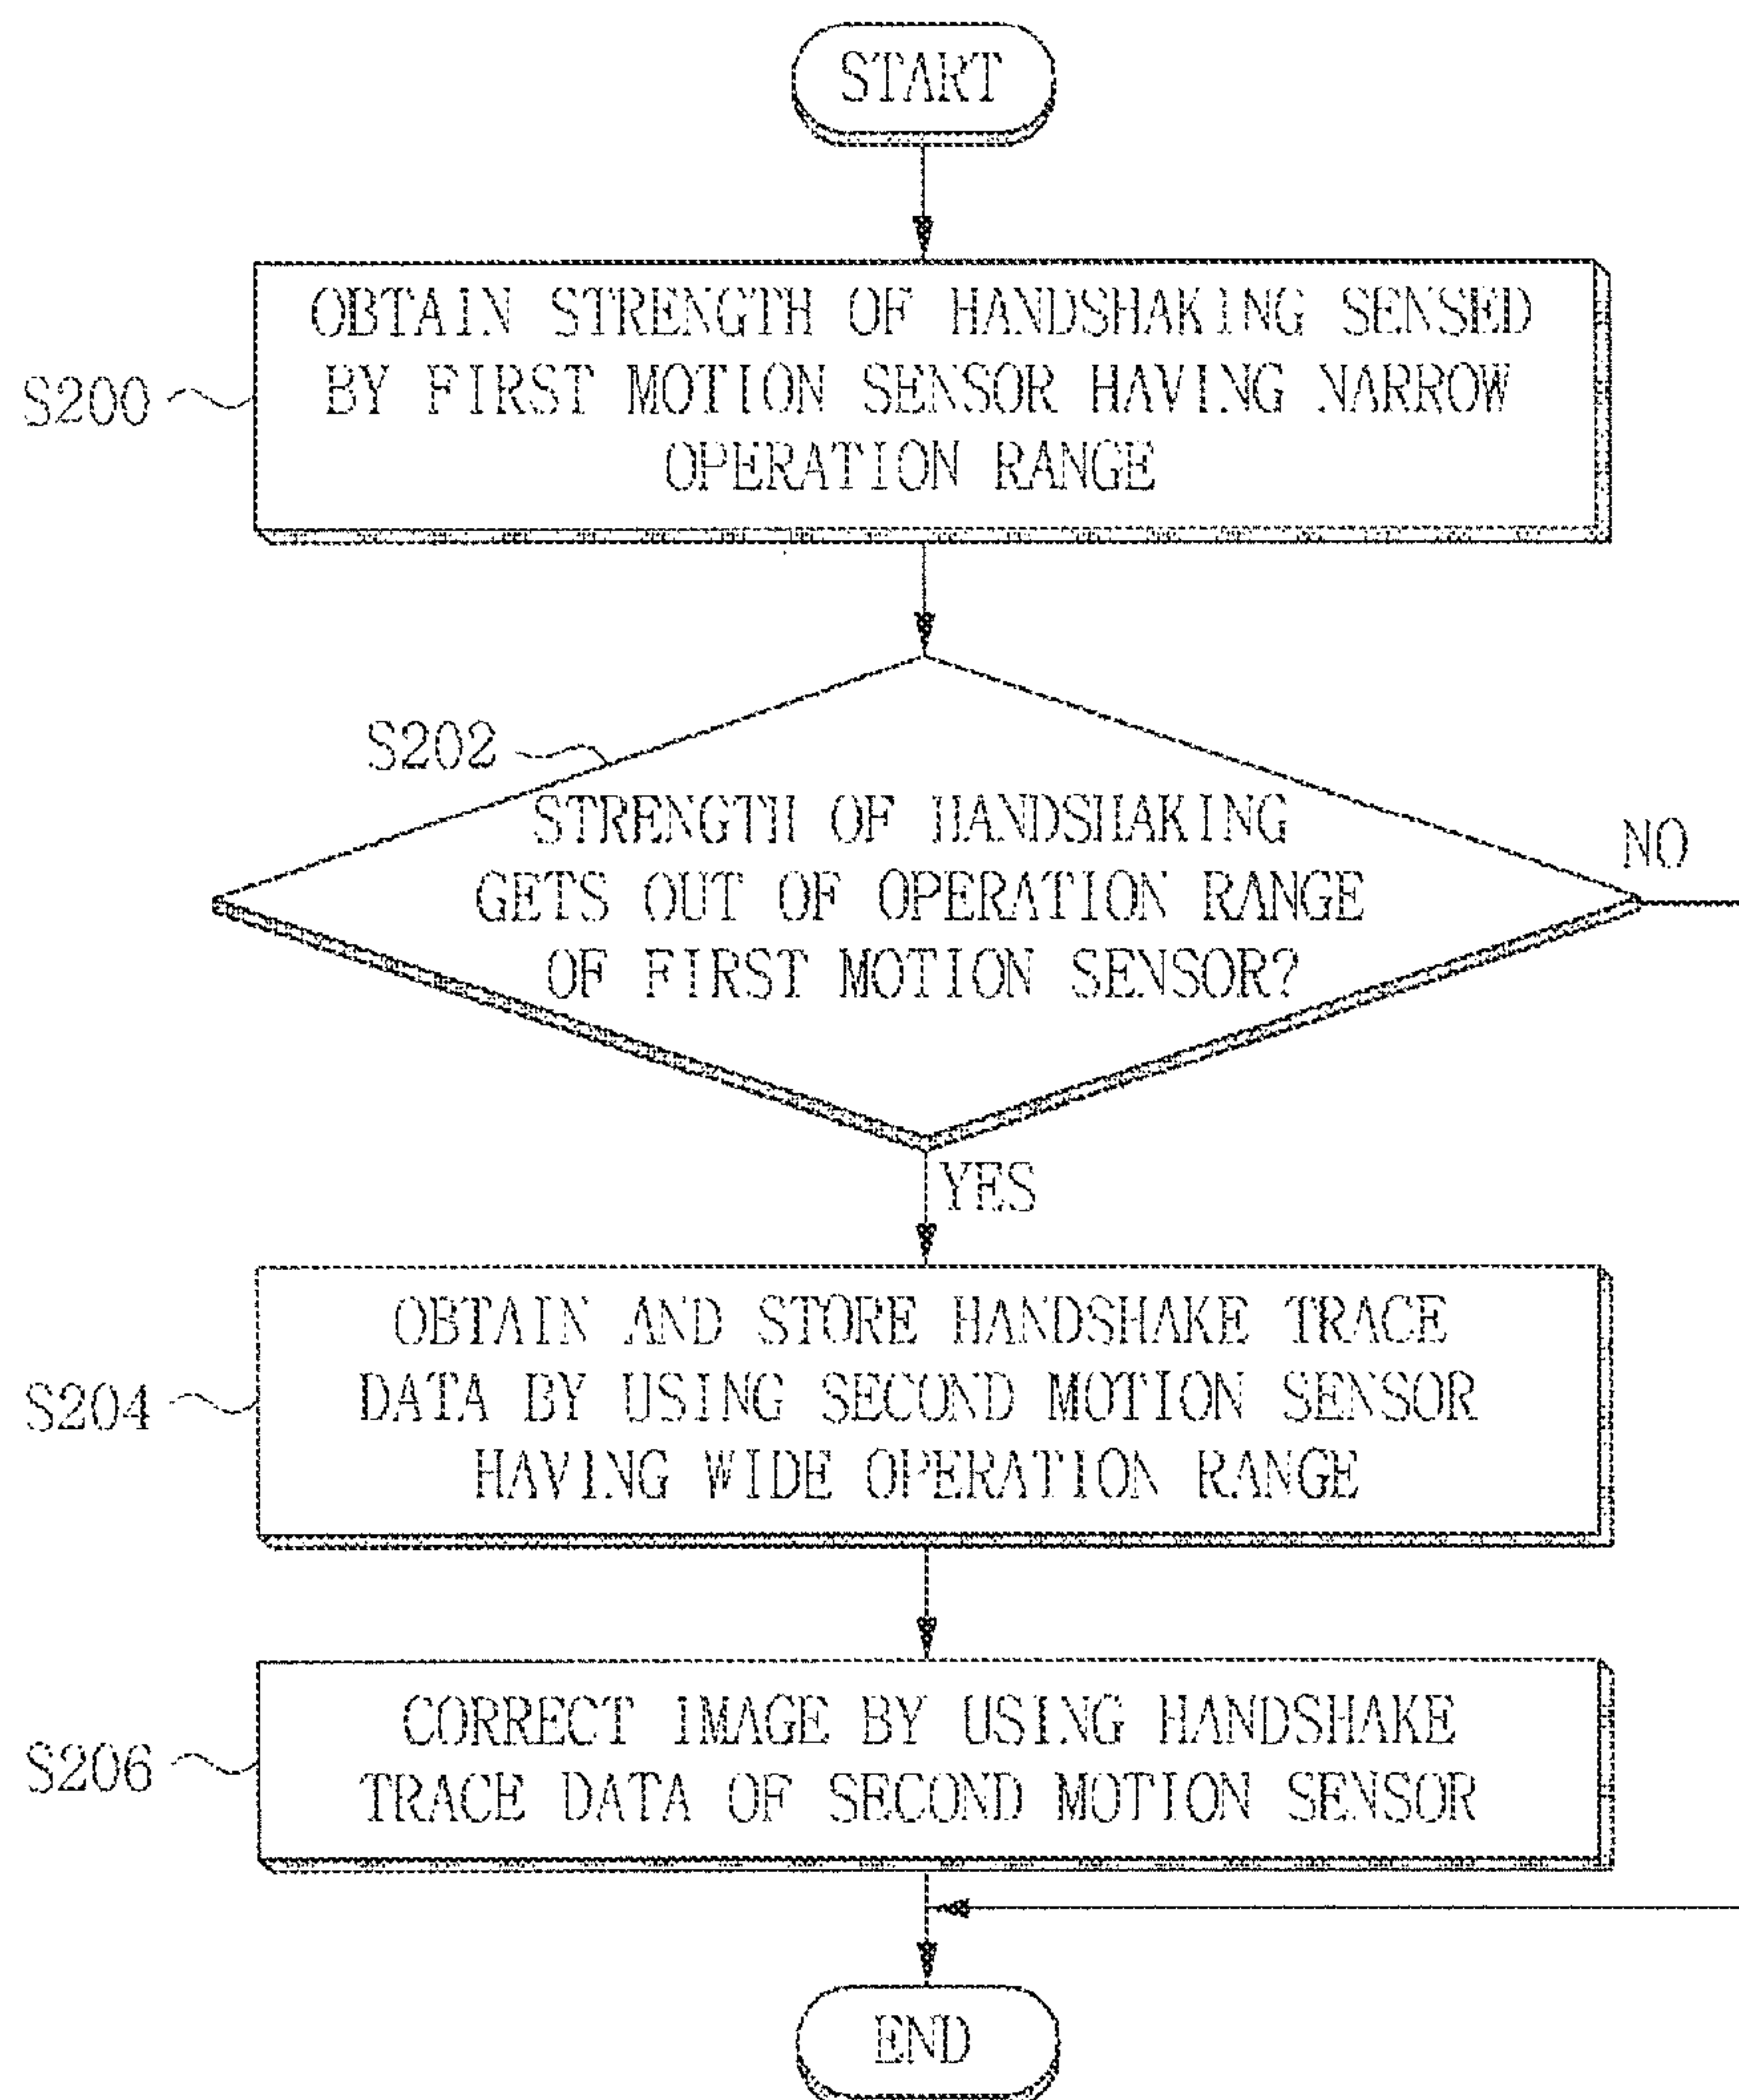 START
OBTAIN STRENGTH OF HANDSHAKING SENSED
S200
BY FIRST MOTION SENSOR HAVING NARROW
OPERATION RANGE
S202
STRENGTH OF HANDSHAKING
NO
GETS OUT OF OPERATION RANGE
OF FIRST MOTION SENSOR?
YES
OBTAIN AND STORE HANDSHAKE TRACE
S204
DATA BY USING SECOND MOTION SENSOR
HAVING WIDE OPERATION RANGE
CORRECT IMAGE BY USING HANDSHAKE
S206
TRACE DATA OF SECOND MOTION SENSOR
END